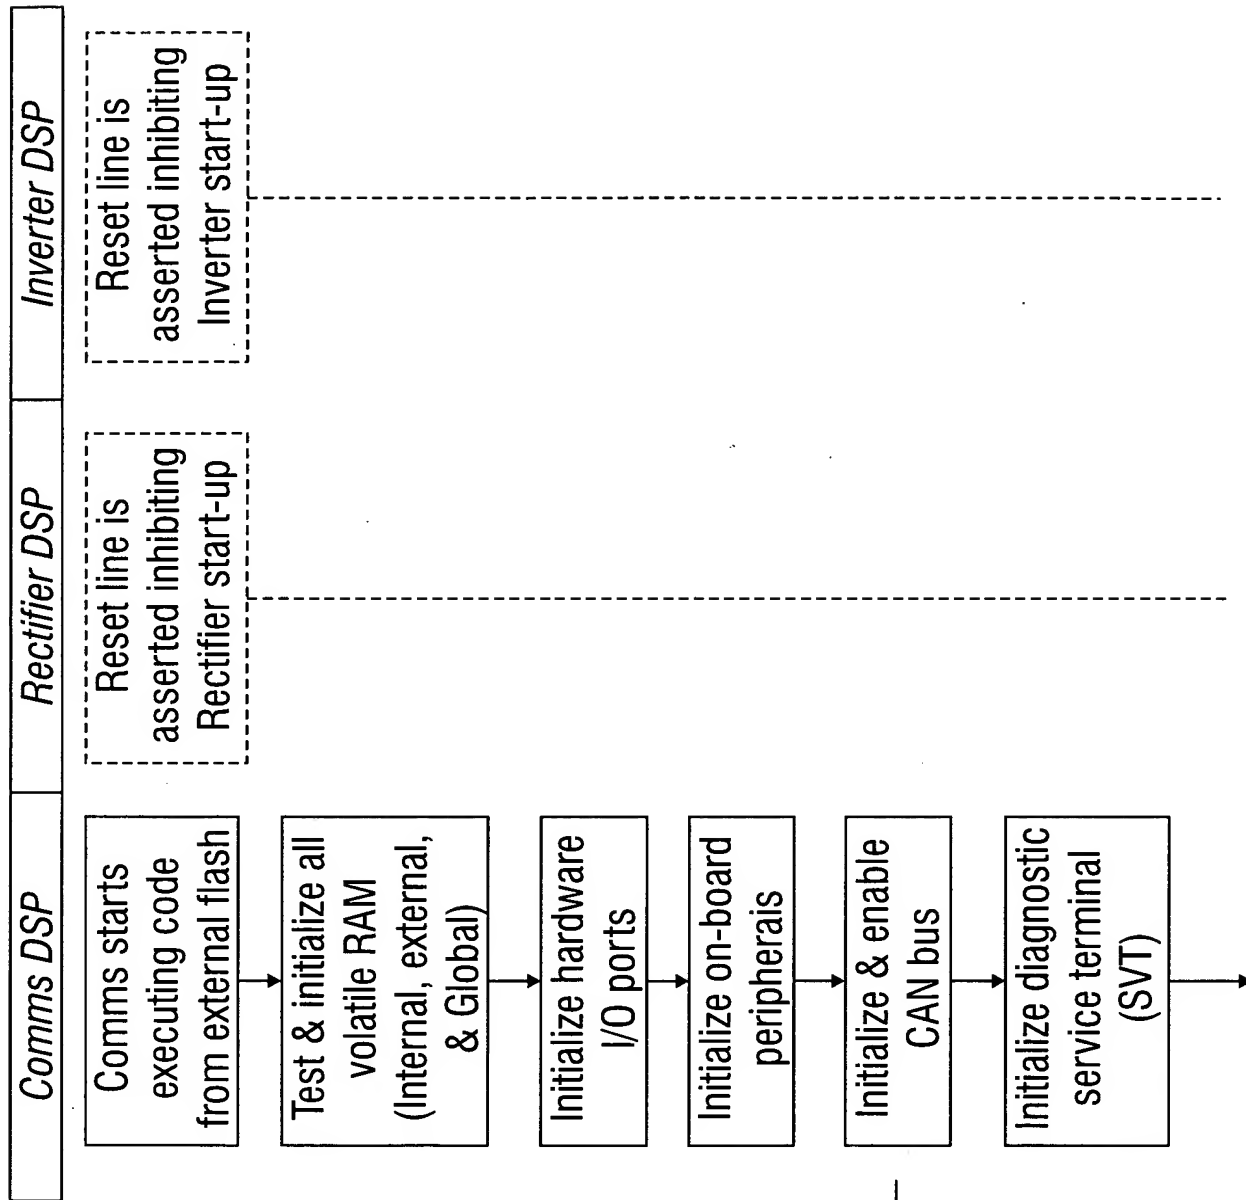 Comms DSP
Rectifier DSP
Inverter DSP
Comms starts
executing code
from external flash
Reset line is
asserted inhibiting
Rectifier start-up
Reset line is
asserted inhibiting
Inverter start-up
Test & initialize all
volatile RAM
(Internal, external,
& Global)
Initialize hardware
I/O ports
Initialize on-board
peripherais
Initialize & enable
CAN bus
Initialize diagnostic
service terminal
(SVT)